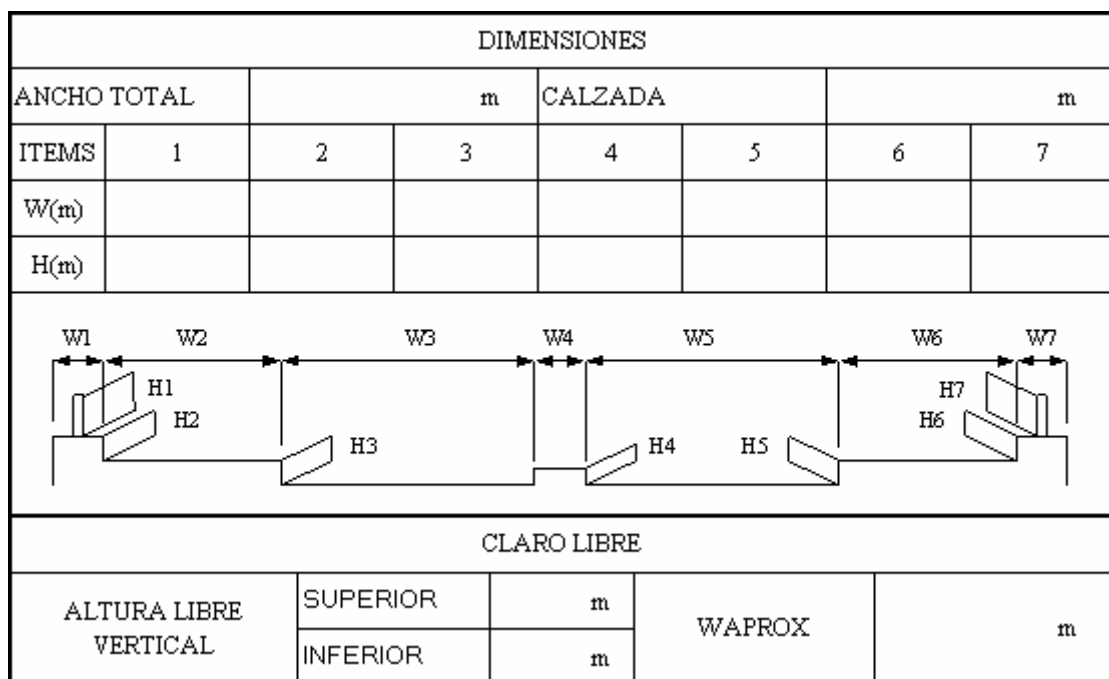 DIMENSIONES
ANCHO TOTAL m CALZADA m
ITEMS 1 2 3 4 5 6 7
W(m)
H(m)
W1 W2 W3 W4 W5 W6 W7
H1 H7
H2 H6
H3 H4 H5
CLARO LIBRE
ALTURA LIBRE
VERTICAL
SUPERIOR m
INFERIOR m
WAPROX m